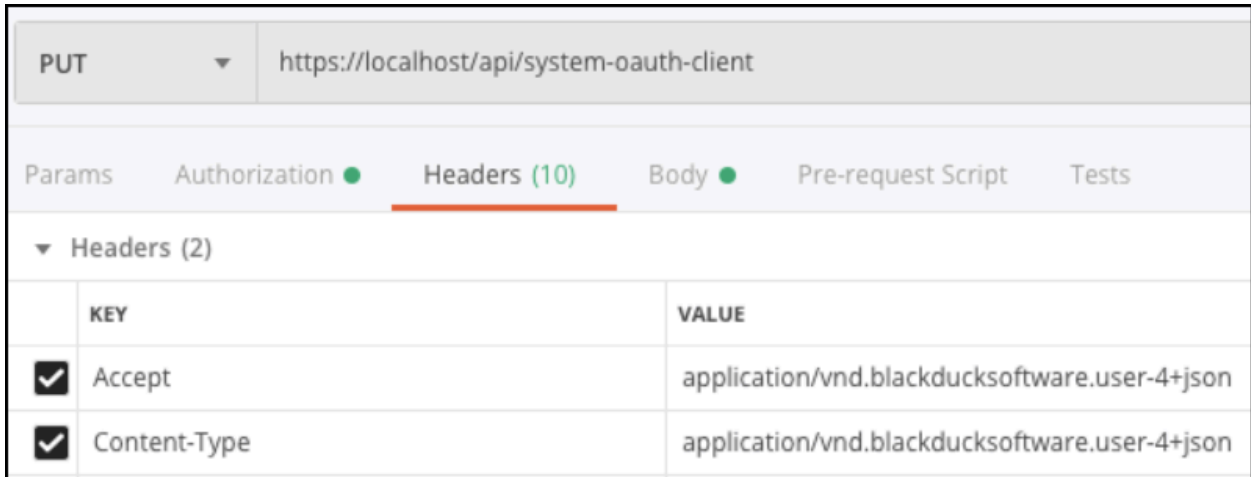 PUT https://localhost/api/system-oauth-client
Params Authorization Headers (10) Body Pre-request Script Tests
Headers (2)
KEY VALUE
Accept application/vnd.blackducksoftware.user-4+json
Content-Type application/vnd.blackducksoftware.user-4+json